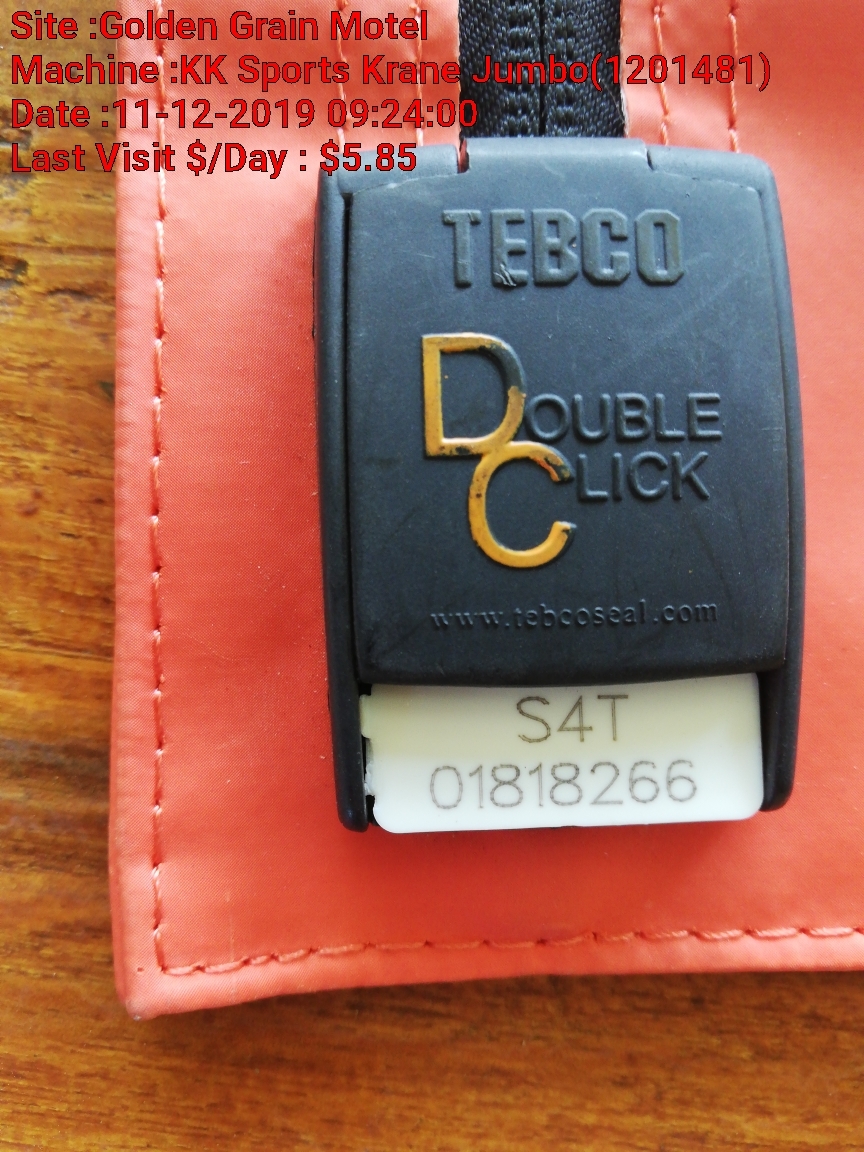 Site :Golden Grain Motel
Machine :KK Sports Krane Jumbo(1201481)
Date :11-12-2019 09:24:00
Last Visit $/Day : $5.85
TEBCO
DOUBLE
CLICK
www.tebcoseal.com
S4T
01818266